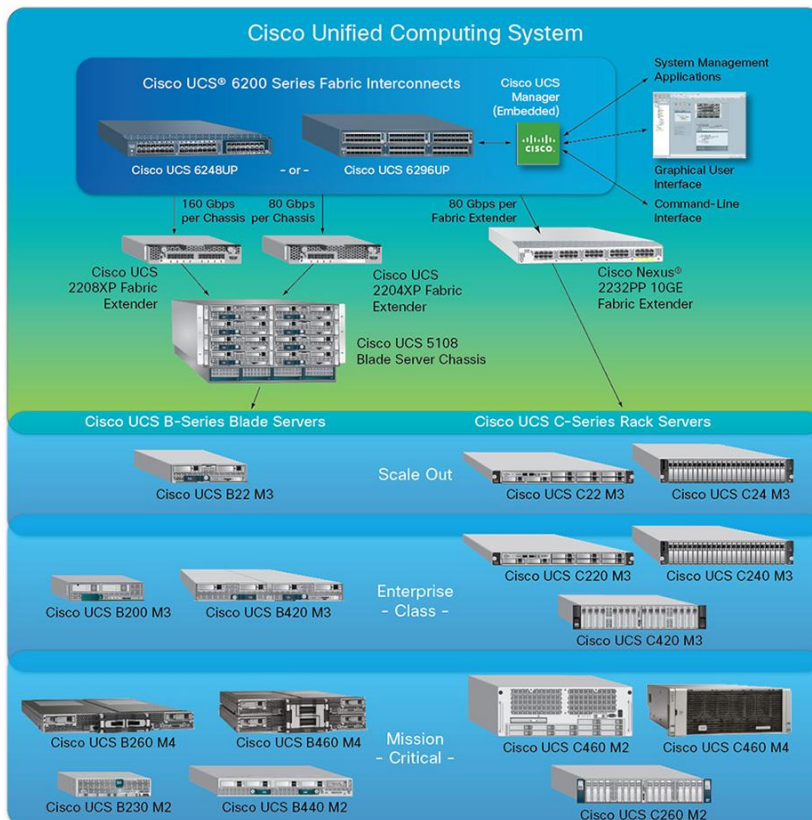 Cisco Unified Computing System
Cisco UCS® 6200 Series Fabric Interconnects
Cisco UCS
Manager
(Embedded)
System Management
Applications
CISCO.
Cisco UCS 6248UP
- or -
Cisco UCS 6296UP
Graphical User
Interface
Command-Line
Interface
160 Gbps
per Chassis
80 Gbps
per Chassis
80 Gbps per
Fabric Extender
Cisco UCS
2208XP Fabric
Extender
Cisco UCS
2204XP Fabric
Extender
Cisco Nexus®
2232PP 10GE
Fabric Extender
Cisco UCS 5108
Blade Server Chassis
Cisco UCS B-Series Blade Servers
Cisco UCS C-Series Rack Servers
Cisco UCS B22 M3
Scale Out
Cisco UCS C22 M3
Cisco UCS C24 M3
Cisco UCS B200 M3
Cisco UCS B420 M3
Enterprise
- Class -
Cisco UCS C220 M3
Cisco UCS C240 M3
Cisco UCS C420 M3
Cisco UCS B260 M4
Cisco UCS B460 M4
Mission
- Critical -
Cisco UCS C460 M2
Cisco UCS C460 M4
Cisco UCS B230 M2
Cisco UCS B440 M2
Cisco UCS C260 M2